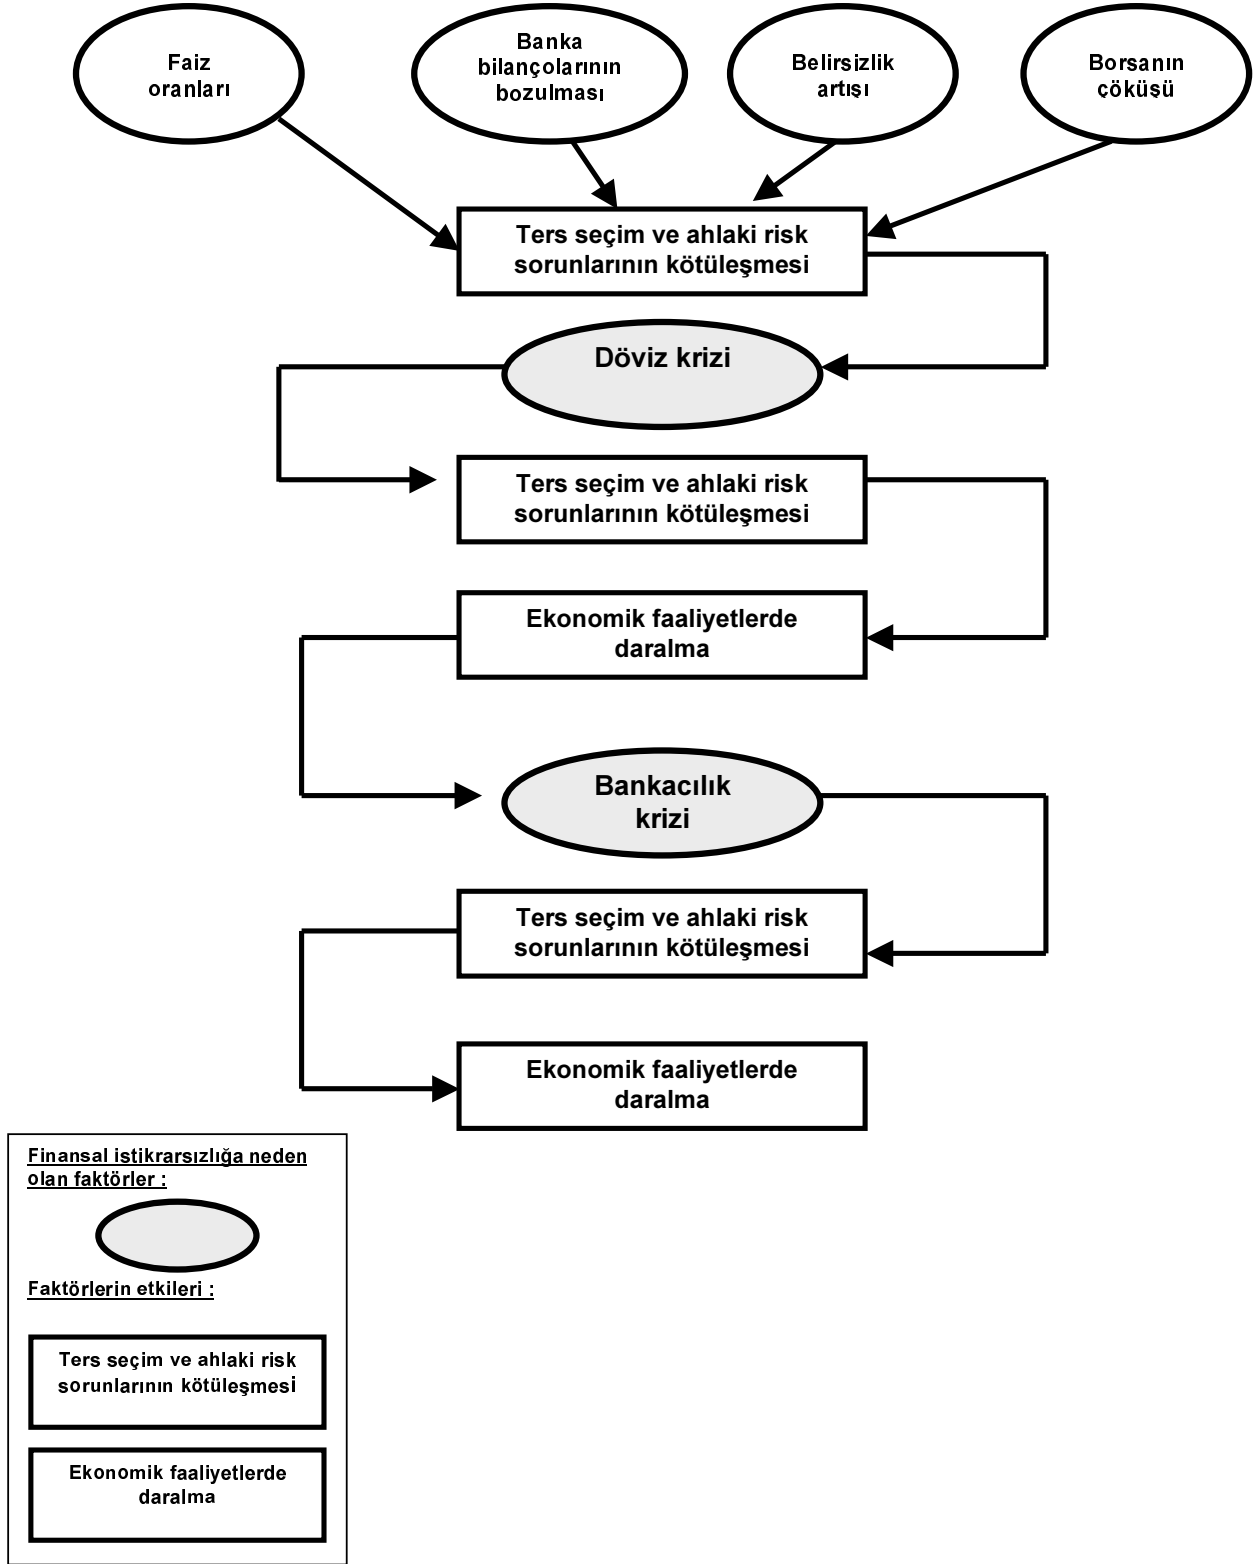 Faiz
oranları
Banka
bilançolarının
bozulması
Belirsizlik
artışı
Borsanın
çöküşü
Ters seçim ve ahlaki risk
sorunlarının kötüleşmesi
Döviz krizi
Ters seçim ve ahlaki risk
sorunlarının kötüleşmesi
Ekonomik faaliyetlerde
daralma
Bankacılık
krizi
Ters seçim ve ahlaki risk
sorunlarının kötüleşmesi
Ekonomik faaliyetlerde
daralma
Finansal istikrarsızlığa neden
olan faktörler :
Faktörlerin etkileri :
Ters seçim ve ahlaki risk
sorunlarının kötüleşmesi
Ekonomik faaliyetlerde
daralma